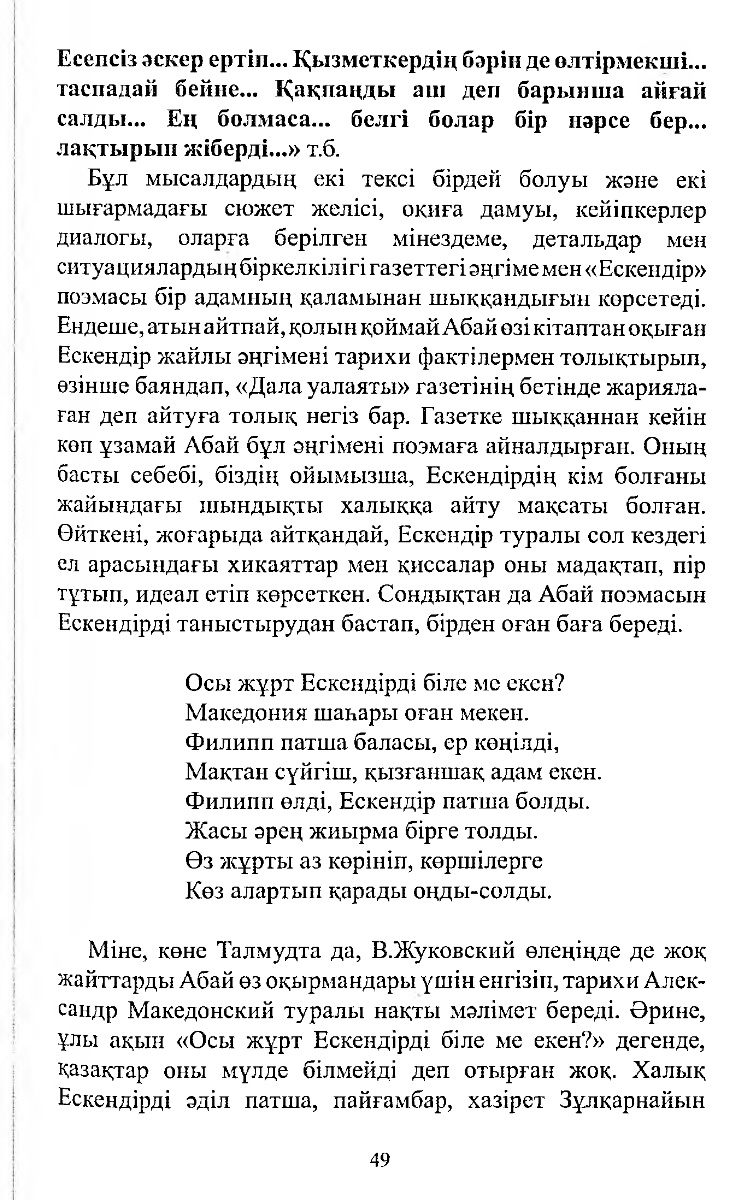 Есепсіз әскер ертіп... Қызметкердің бәрін де өлтірмекші...
таспадай бейне... Қақпаңды аш деп барынша айғай
салды... Ең болмаса... белгі болар бір нәрсе бер...
лақтырып жіберді...» т.б.
Бұл мысалдардың екі тексі бірдей болуы және екі
шығармадағы сюжет желісі, оқиға дамуы, кейіпкерлер
диалогы, оларға берілген мінездеме, детальдар мен
ситуациялардың біркелкілігі газеттегі әңгіме мен «Ескендір»
поэмасы бір адамның қаламынан шыққандығын көрсетеді.
Ендеше, атын айтпай, қолын қоймай Абай өзі кітаптан оқыған
Ескендір жайлы әңгімені тарихи фактілермен толықтырып,
өзінше баяндап, «Дала уалаяты» газетінің бетінде жарияла-
ған деп айтуға толық негіз бар. Газетке шыққаннан кейін
көп ұзамай Абай бұл әңгімені поэмаға айналдырған. Оның
басты себебі, біздің ойымызша, Ескендірдің кім болғаны
жайындағы шындықты халыққа айту мақсаты болған.
Өйткені, жоғарыда айтқандай, Ескендір туралы сол кездегі
ел арасындағы хикаяттар мен қиссалар оны мадақтап, пір
тұтып, идеал етіп көрсеткен. Сондықтан да Абай поэмасын
Ескендірді таныстырудан бастап, бірден оған баға береді.
Осы жұрт Ескендірді біле ме екен?
Македония шаһары оған мекен.
Филипп патша баласы, ер көңілді,
Мақтан сүйгіш, қызғаншақ адам екен.
Филипп өлді, Ескендір патша болды.
Жасы әрең жиырма бірге толды.
Өз жұрты аз көрініп, көршілерге
Көз алартып қарады оңды-солды.
Міне, көне Талмудта да, В.Жуковский өлеңіңде де жоқ
жайттарды Абай өз оқырмандары үшін енгізіп, тарихи Алек-
сандр Македонский туралы нақты мәлімет береді. Әрине,
ұлы ақын «Осы жұрт Ескендірді біле ме екен?» дегенде,
қазақтар оны мүлде білмейді деп отырған жоқ. Халық
Ескендірді әділ патша, пайғамбар, хазірет Зұлқарнайын
49